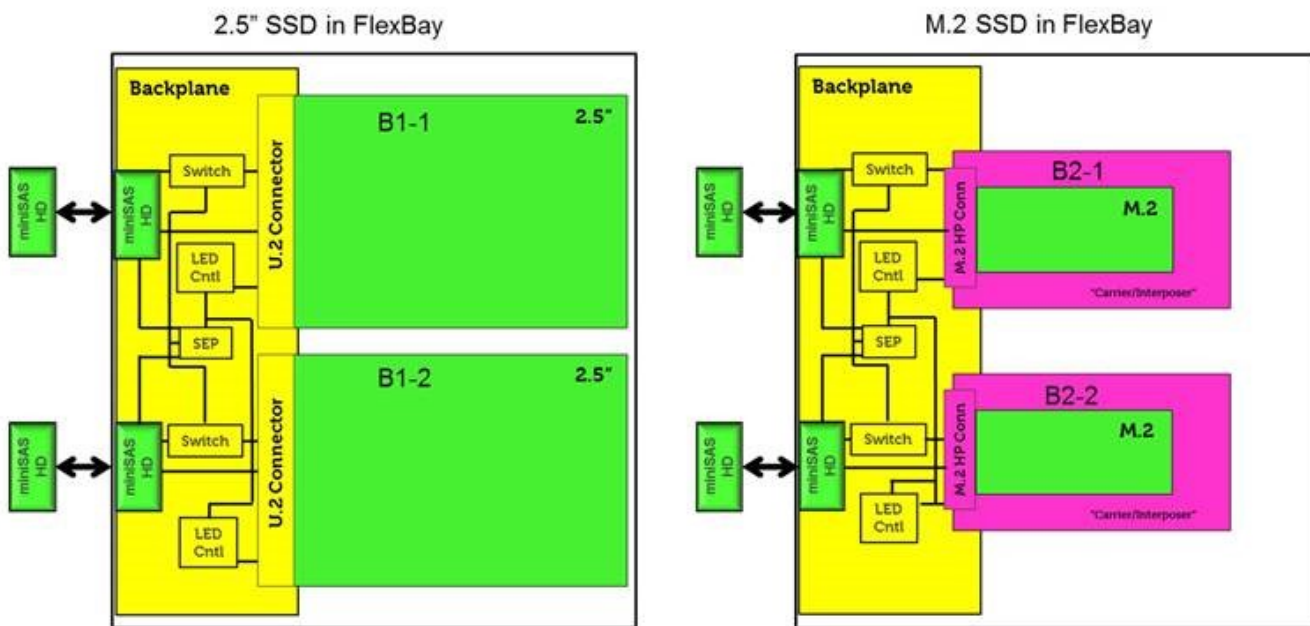 2.5” SSD in FlexBay
Backplane
B1-1
2.5”
Switch
miniSAS
HD
miniSAS
HD
U.2 Connector
LED
Cntl
SEP
B1-2
2.5”
Switch
miniSAS
HD
miniSAS
HD
U.2 Connector
LED
Cntl
M.2 SSD in FlexBay
Backplane
B2-1
M.2
Switch
miniSAS
HD
miniSAS
HD
M.2 HP Conn
LED
Cntl
"Carrier/Interposer"
SEP
B2-2
M.2
Switch
miniSAS
HD
miniSAS
HD
M.2 HP Conn
LED
Cntl
"Carrier/Interposer"